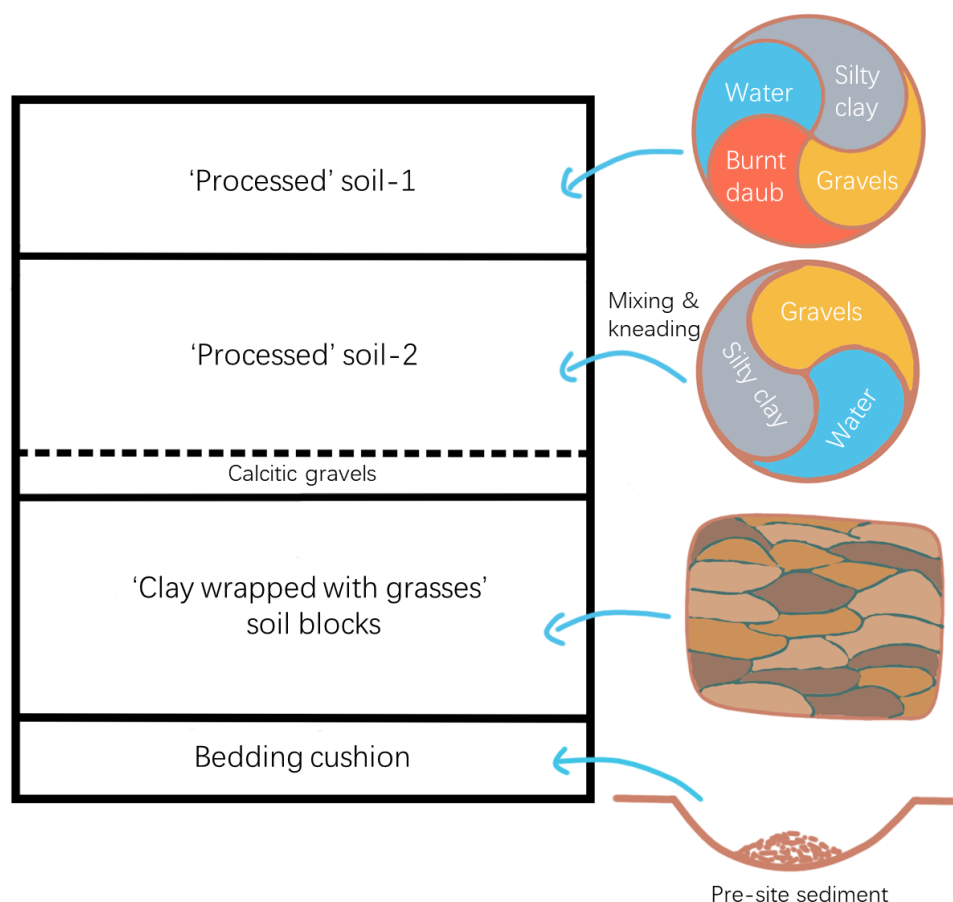 Water
Silty
clay
Burnt
daub
Gravels
‘Processed’ soil-1
Mixing &
kneading
Gravels
Silty clay
Water
‘Processed’ soil-2
Calcitic gravels
‘Clay wrapped with grasses’
soil blocks
Bedding cushion
Pre-site sediment